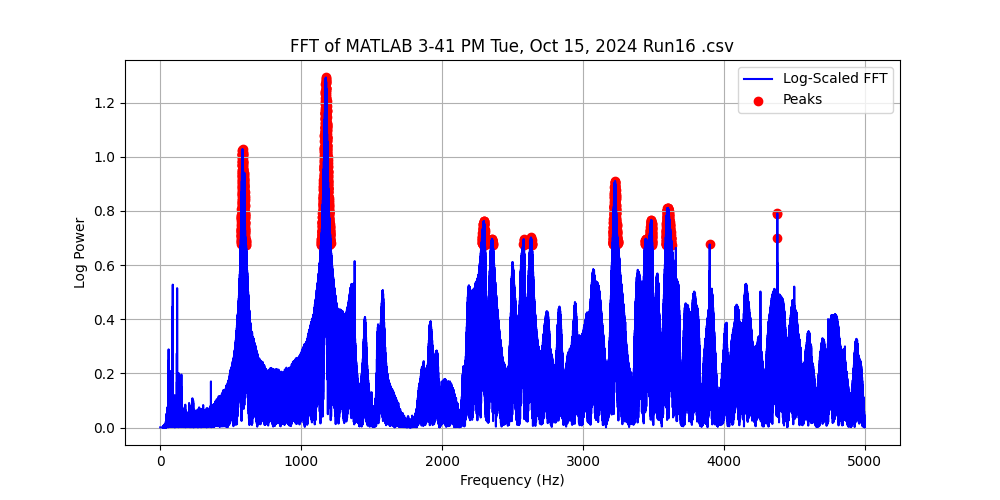 FFT of MATLAB 3-41 PM Tue, Oct 15, 2024 Run16 .csv
Log-Scaled FFT
Peaks
Log Power
1.2
1.0
0.8
0.6
0.4
0.2
0.0
0 1000 2000 3000 4000 5000
Frequency (Hz)